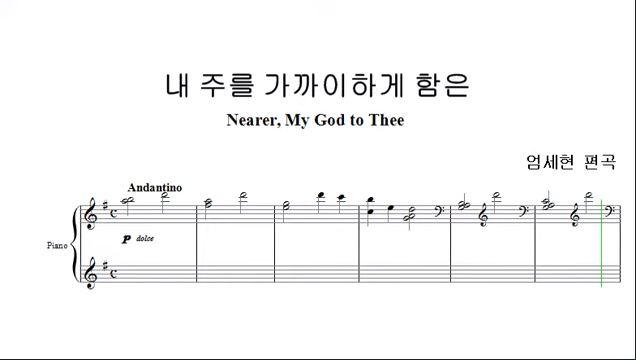 내 주를 가까이하게 함은
Nearer, My God to Thee
엄세현 편곡
Andantino
Piano
p dolce